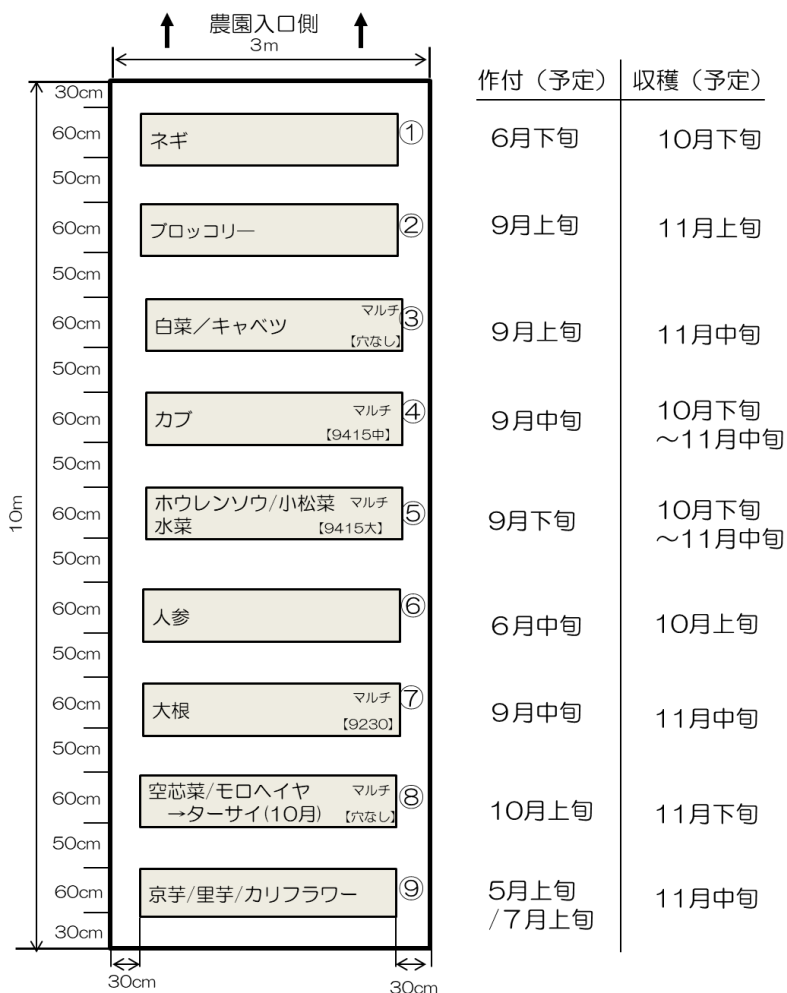 農園入口側
3m
作付（予定）
収穫（予定）
30cm
60cm
ネギ
①
6月下旬
10月下旬
50cm
60cm
ブロッコリー
②
9月上旬
11月上旬
50cm
60cm
白菜／キャベツ
マルチ
【穴なし】
③
9月上旬
11月中旬
50cm
60cm
カブ
マルチ
【9415中】
④
9月中旬
10月下旬
～11月中旬
50cm
60cm
ホウレンソウ/小松菜
水菜
マルチ
【9415大】
⑤
9月下旬
10月下旬
～11月中旬
50cm
60cm
人参
⑥
6月中旬
10月上旬
50cm
60cm
大根
マルチ
【9230】
⑦
9月中旬
11月中旬
50cm
60cm
空芯菜/モロヘイヤ
→ターサイ(10月)
マルチ
【穴なし】
⑧
10月上旬
11月下旬
50cm
60cm
京芋/里芋/カリフラワー
⑨
5月上旬
/7月上旬
11月中旬
30cm
10m
30cm
30cm